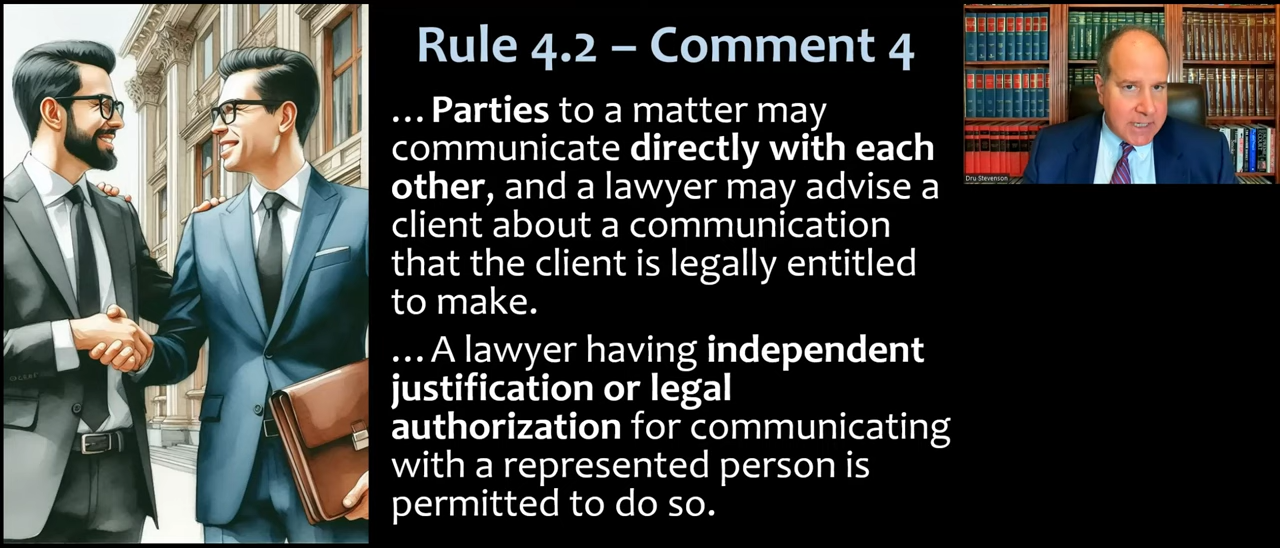 Rule 4.2 – Comment 4
… Parties to a matter may
communicate directly with each
other, and a lawyer may advise a
client about a communication
that the client is legally entitled
to make.
… A lawyer having independent
justification or legal
authorization for communicating
with a represented person is
permitted to do so.
Dru Stevenson